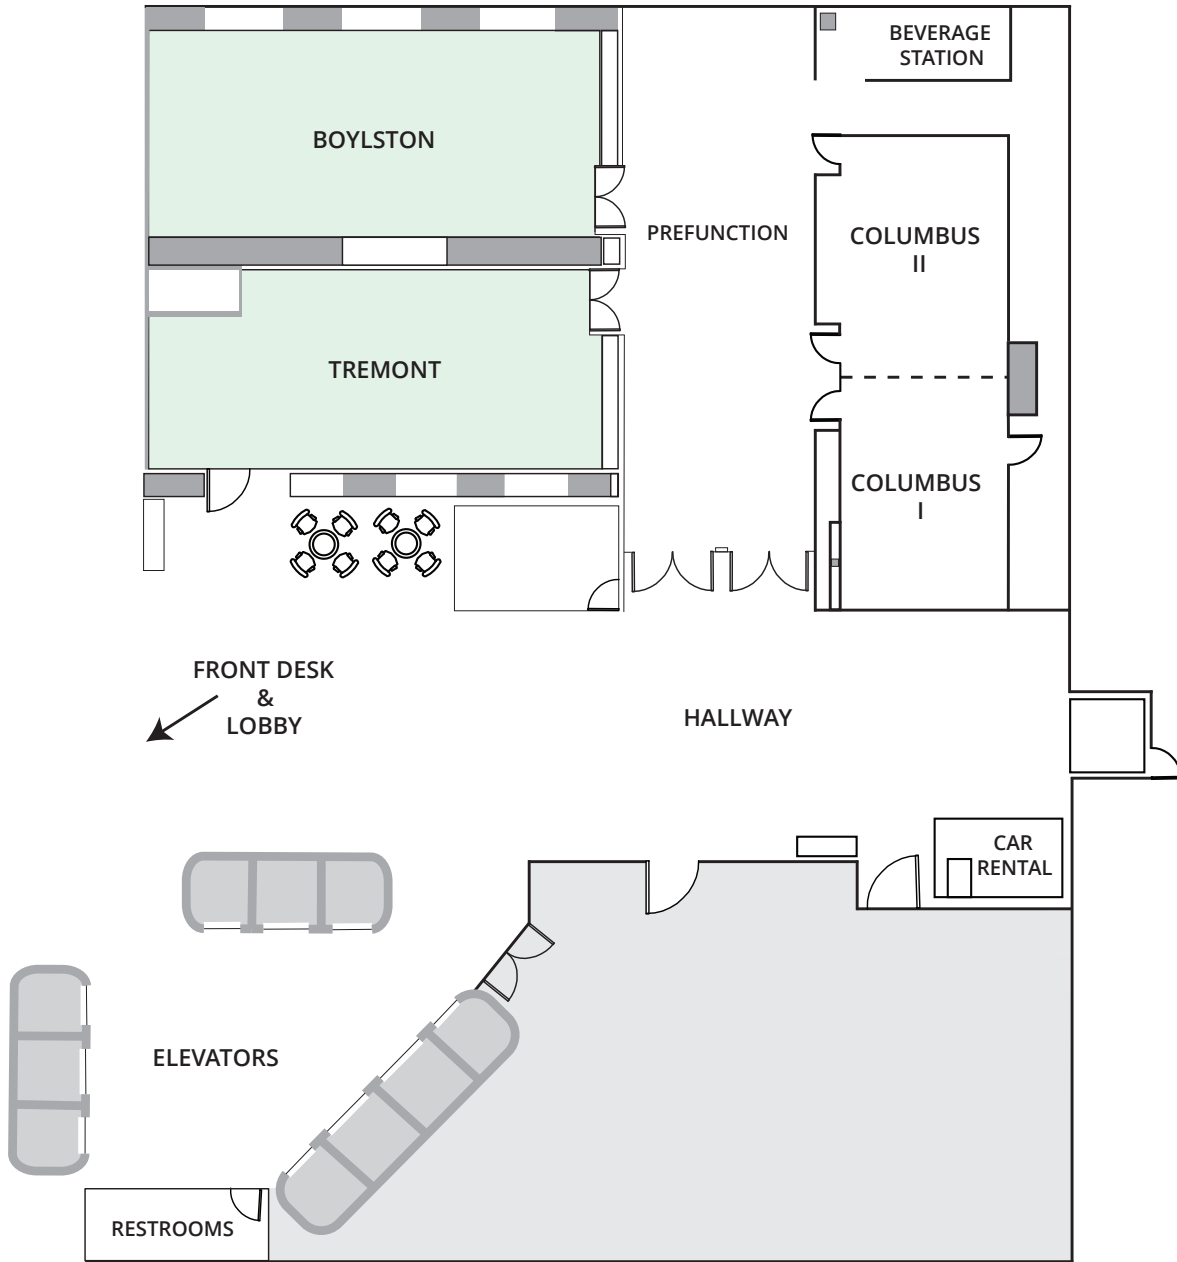 BEVERAGE
STATION
BOYLSTON
PREFUNCTION
COLUMBUS
II
TREMONT
COLUMBUS
I
FRONT DESK
&
LOBBY
HALLWAY
CAR
RENTAL
ELEVATORS
RESTROOMS